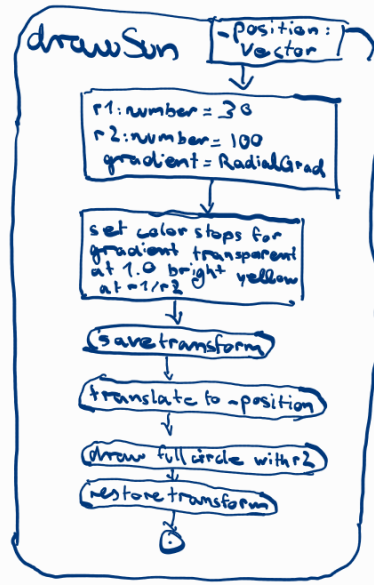 drawSun
-position:
Vector
r1:number = 30
r2:number = 100
gradient = RadialGrad
set color stops for
gradient transparent
at 1.0 bright yellow
at r1/r2
save transform
translate to -position
draw full circle with r2
restore transform